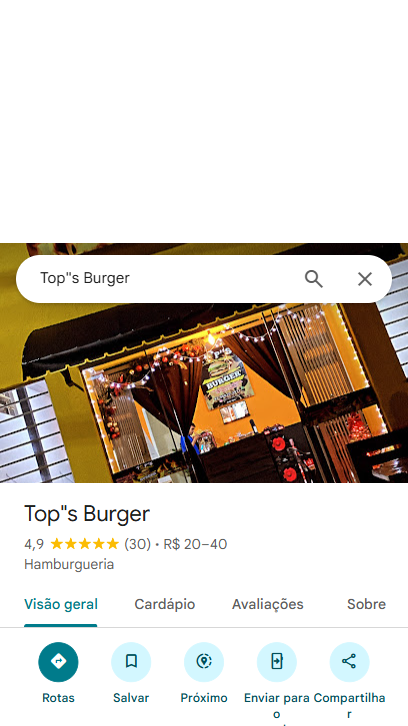 Top"s Burger
BURGER
Top"s Burger
4,9 (30) • R$ 20–40
Hamburgueria
Visão geral Cardápio Avaliações Sobre
Rotas Salvar Próximo Enviar para o Compartilhar